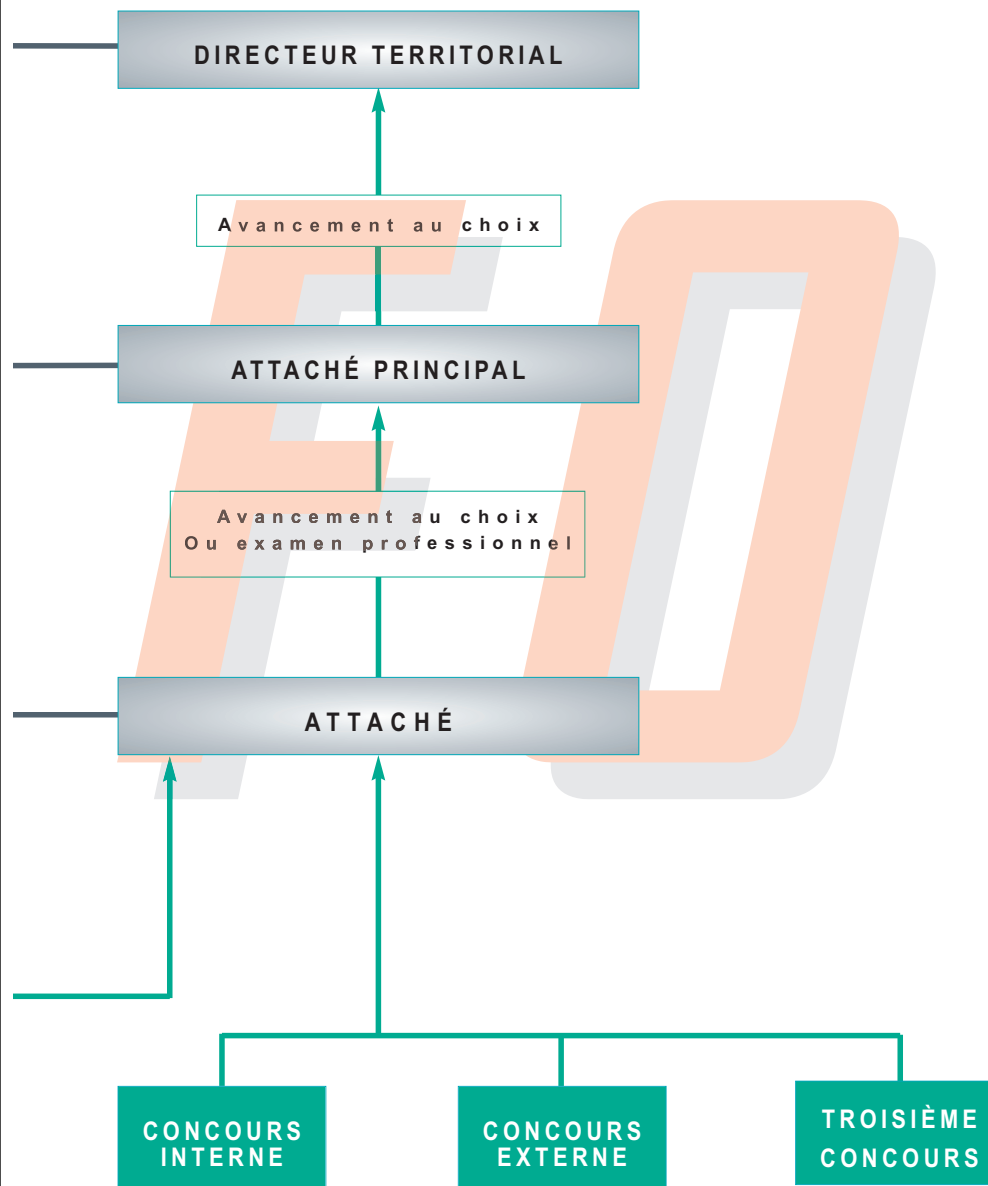 DIRECTEUR TERRITORIAL
Avancement au choix
ATTACHÉ PRINCIPAL
Avancement au choix
Ou examen professionnel
ATTACHÉ
CONCOURS
INTERNE
CONCOURS
EXTERNE
TROISIÈME
CONCOURS
FO